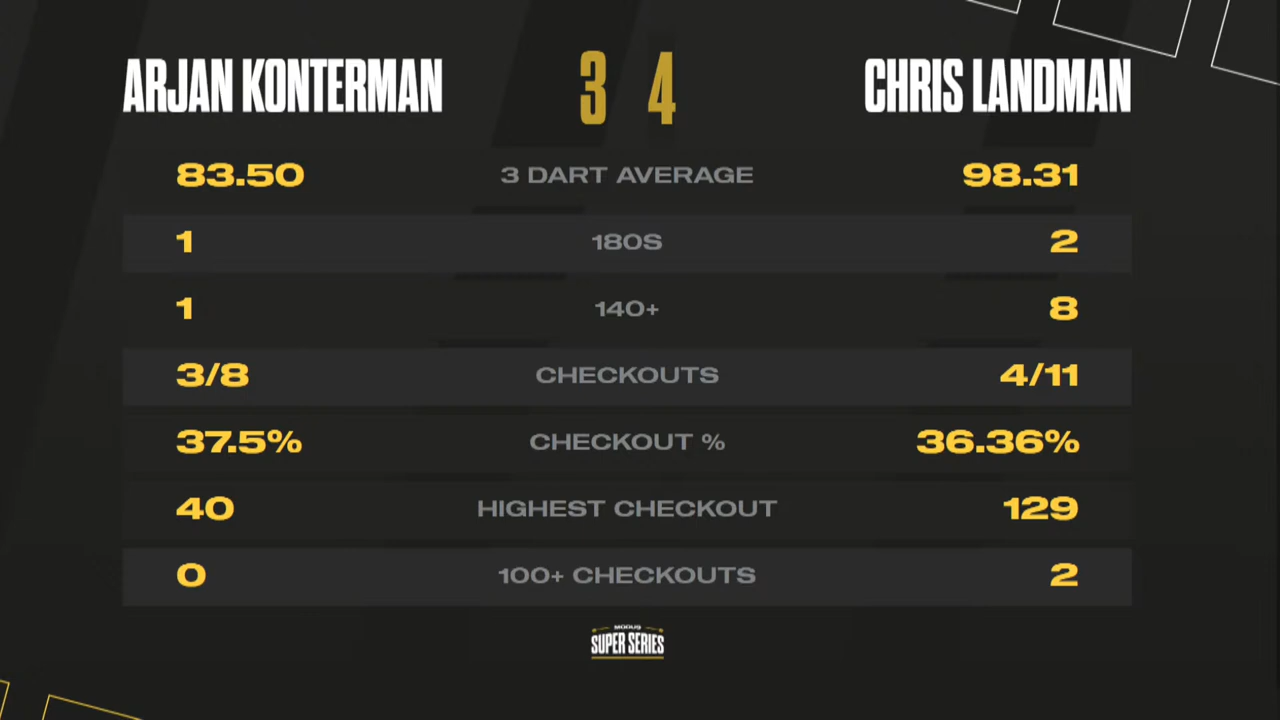 ARJAN KONTERMAN 3 4 CHRIS LANDMAN
83.50 3 DART AVERAGE 98.31
1 180S 2
1 140+ 8
3/8 CHECKOUTS 4/11
37.5% CHECKOUT % 36.36%
40 HIGHEST CHECKOUT 129
0 100+ CHECKOUTS 2
MODUS
SUPER SERIES